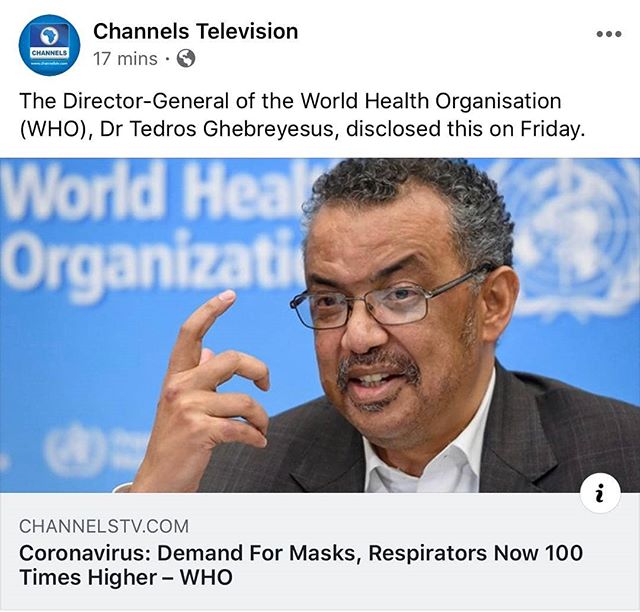 CHANNELS
Channels Television
17 mins ·
The Director-General of the World Health Organisation
(WHO), Dr Tedros Ghebreyesus, disclosed this on Friday.
World Heal
Organizati
i
CHANNELSTV.COM
Coronavirus: Demand For Masks, Respirators Now 100
Times Higher – WHO